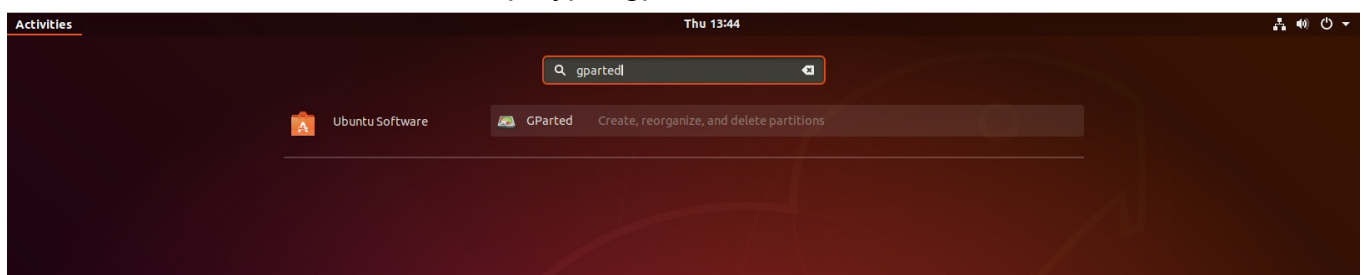 Activities
Thu 13:44
gparted
Ubuntu Software
GParted Create, reorganize, and delete partitions